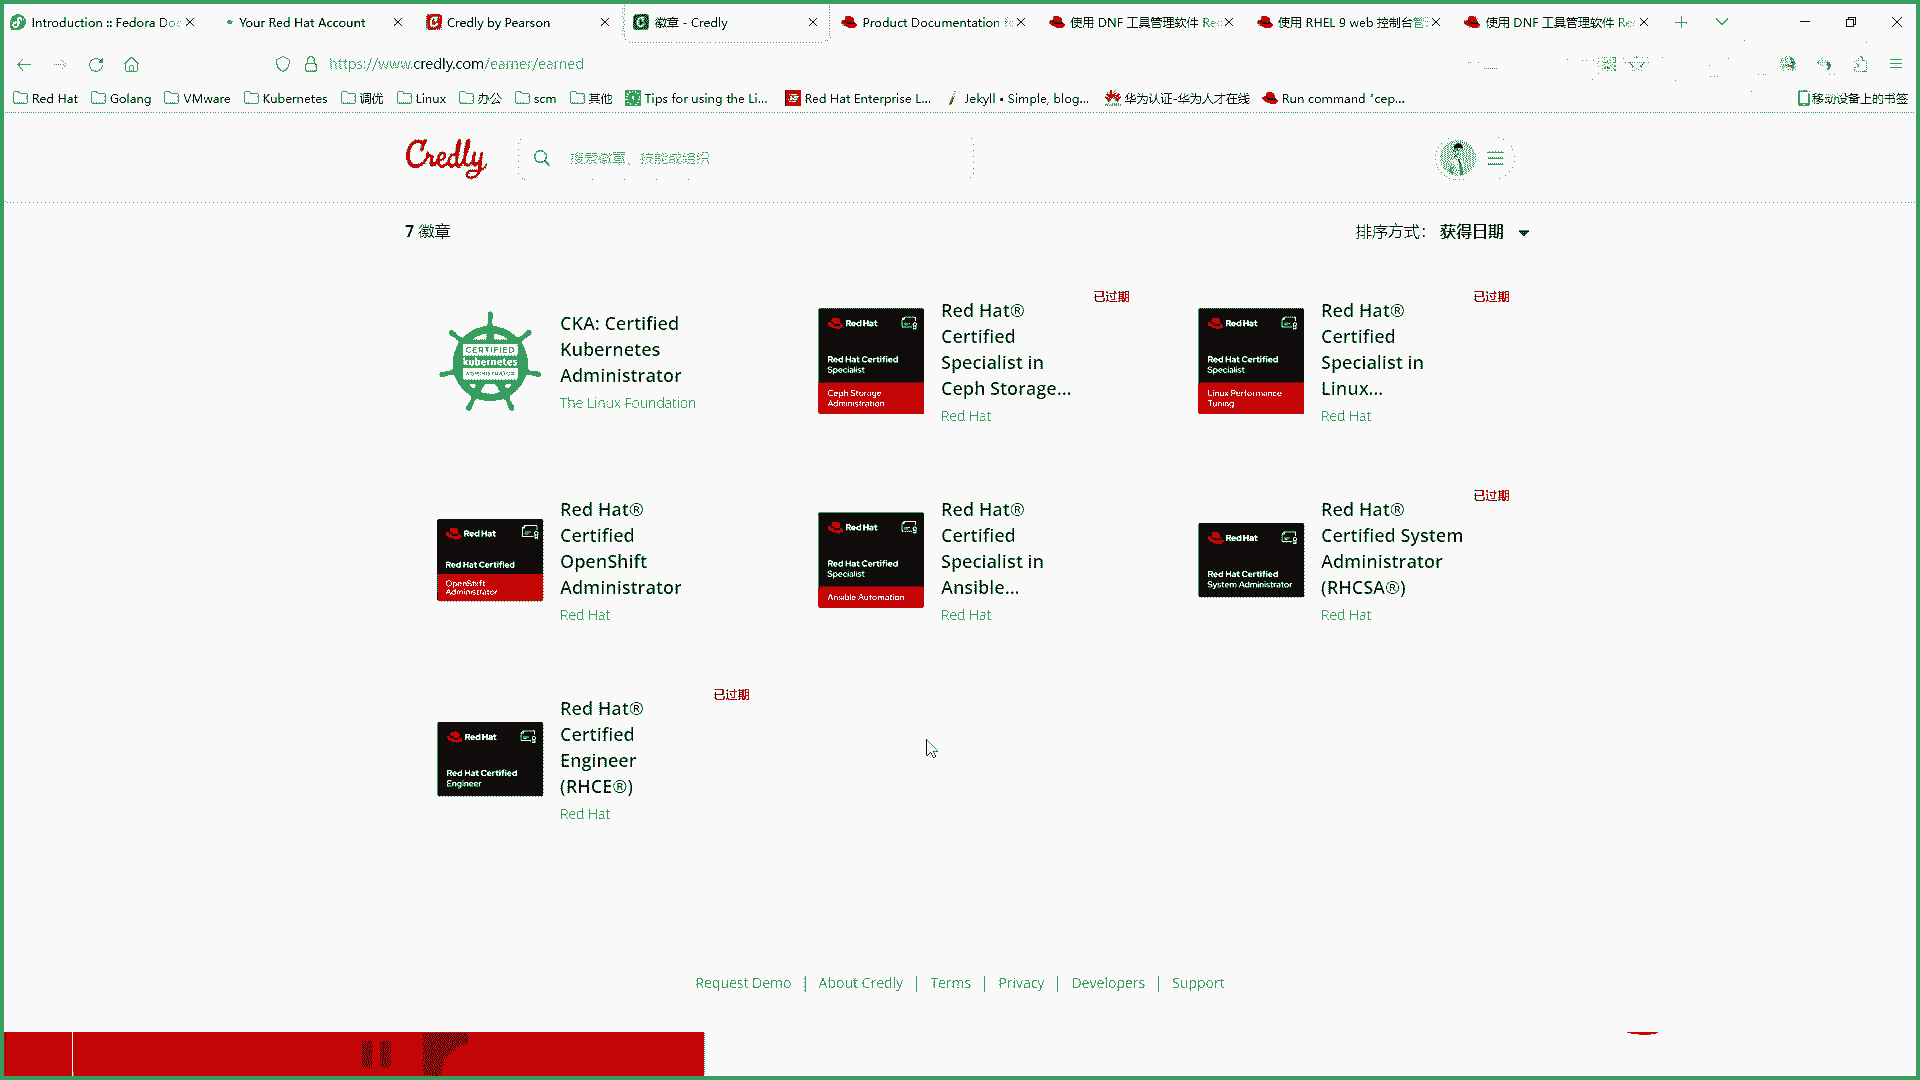 Introduction :: Fedora Doc
Your Red Hat Account
Credly by Pearson
徽章 - Credly
Product Documentation
使用 DNF 工具管理软件 Re
使用 RHEL 9 web 控制台管
使用 DNF 工具管理软件 Re
https://www.credly.com/earner/earned
Red Hat
Golang
VMware
Kubernetes
调优
Linux
办公
scm
其他
Tips for using the Li...
Red Hat Enterprise L...
Jekyll • Simple, blog...
华为认证-华为人才在线
Run command "cep...
移动设备上的书签
Credly
搜索徽章、技能或组织
7 徽章
排序方式： 获得日期
CERTIFIED
kubernetes
ADMINISTRATOR
CKA: Certified
Kubernetes
Administrator
The Linux Foundation
已过期
Red Hat
Red Hat Certified
Specialist
Ceph Storage
Administration
Red Hat®
Certified
Specialist in
Ceph Storage...
Red Hat
已过期
Red Hat
Red Hat Certified
Specialist
Linux Performance
Tuning
Red Hat®
Certified
Specialist in
Linux...
Red Hat
Red Hat
Red Hat Certified
OpenShift
Administrator
Red Hat®
Certified
OpenShift
Administrator
Red Hat
Red Hat
Red Hat Certified
Specialist
Ansible Automation
Red Hat®
Certified
Specialist in
Ansible...
Red Hat
已过期
Red Hat
Red Hat Certified
System Administrator
Red Hat®
Certified System
Administrator
(RHCSA®)
Red Hat
已过期
Red Hat
Red Hat Certified
Engineer
Red Hat®
Certified
Engineer
(RHCE®)
Red Hat
Request Demo | About Credly | Terms | Privacy | Developers | Support